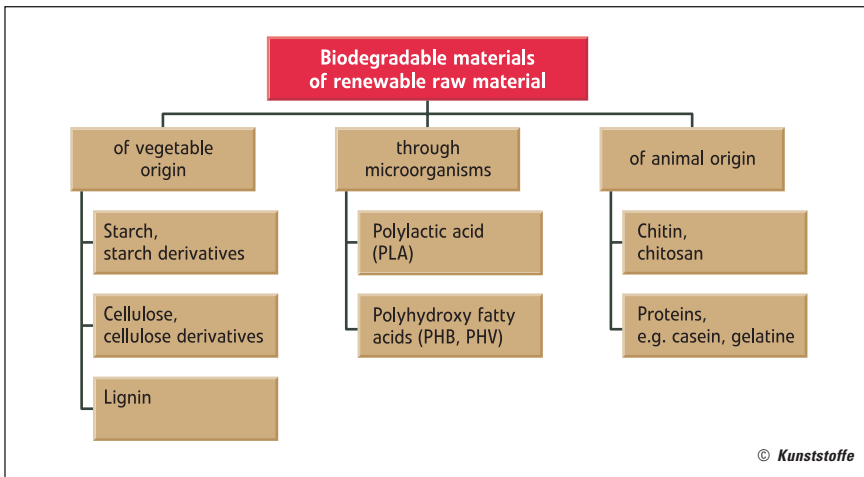 Biodegradable materials
of renewable raw material
of vegetable
origin
Starch,
starch derivatives
Cellulose,
cellulose derivatives
Lignin
through
microorganisms
Polylactic acid
(PLA)
Polyhydroxy fatty
acids (PHB, PHV)
of animal origin
Chitin,
chitosan
Proteins,
e.g. casein, gelatine
© Kunststoffe